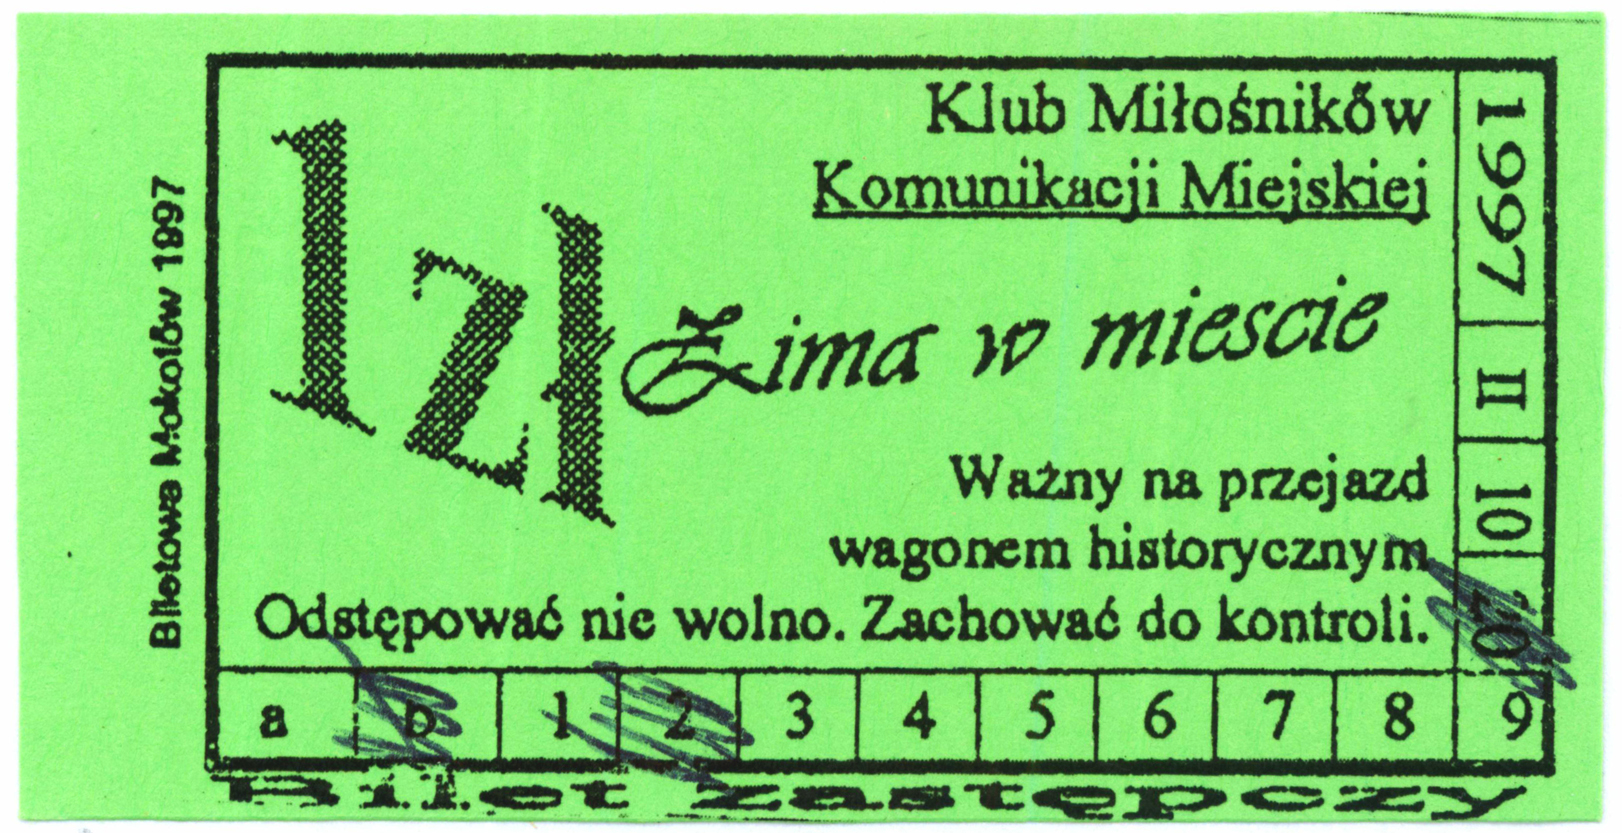 Biletowa Mokotów 1997
1 zł
Klub Miłośników
Komunikacji Miejskiej
Zima w miescie
Ważny na przejazd
wagonem historycznym
Odstępować nie wolno. Zachować do kontroli.
1997 II 10 20
a b 1 2 3 4 5 6 7 8 9
Bilet zastępczy